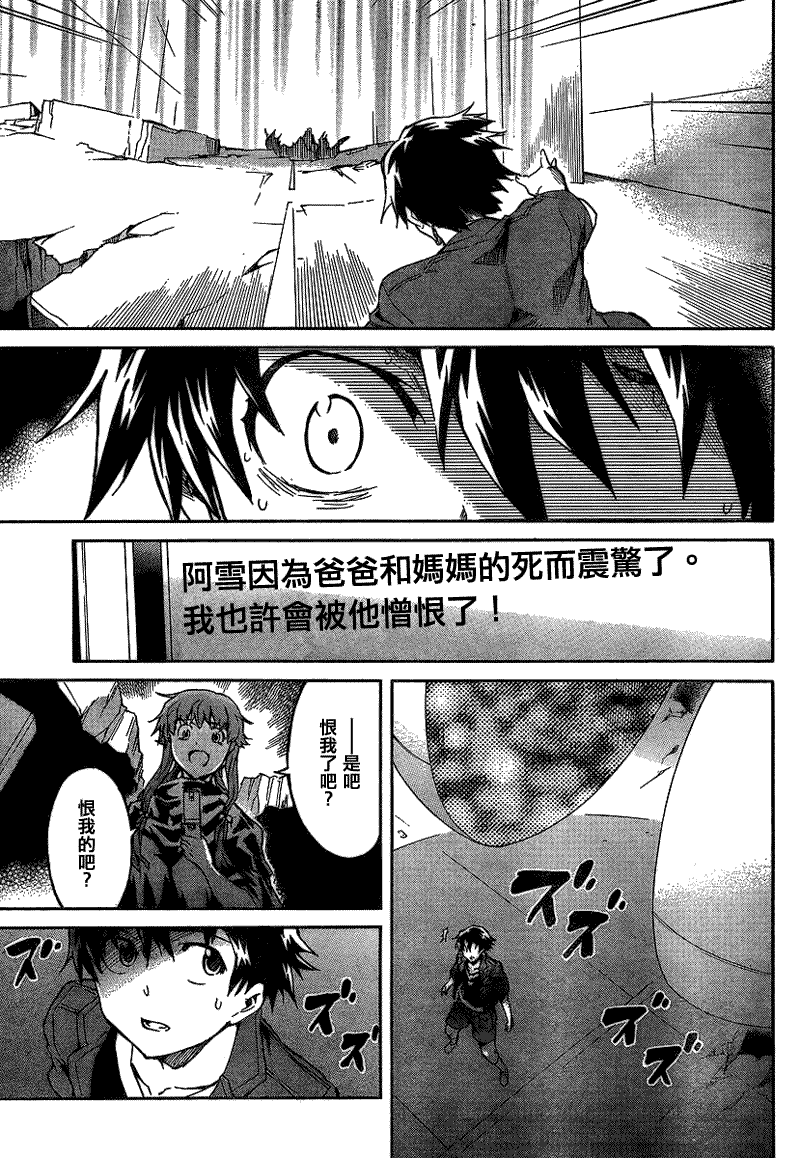 阿雪因為爸爸和媽媽的死而震驚了。
我也許會被他憎恨了！
——是吧
恨我了吧？
恨我的吧？
ズズ
ズズ
ズ
ズ